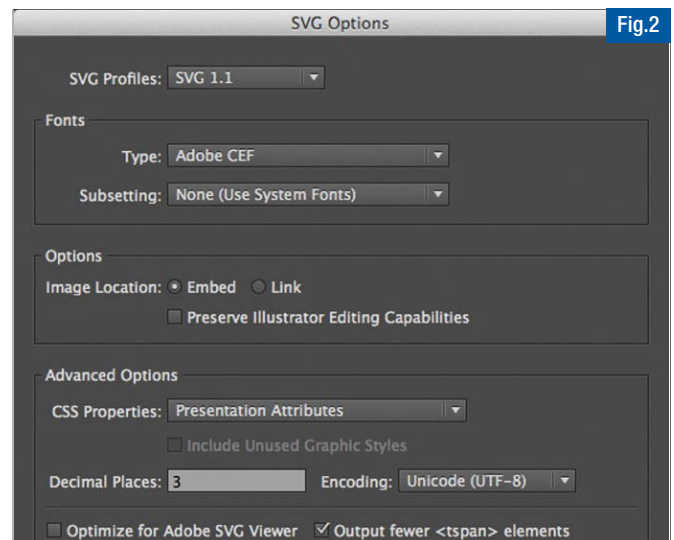 SVG Options
Fig.2
SVG Profiles: SVG 1.1
Fonts
Type: Adobe CEF
Subsetting: None (Use System Fonts)
Options
Image Location: Embed Link
Preserve Illustrator Editing Capabilities
Advanced Options
CSS Properties: Presentation Attributes
Include Unused Graphic Styles
Decimal Places: 3 Encoding: Unicode (UTF-8)
Optimize for Adobe SVG Viewer Output fewer <tspan> elements